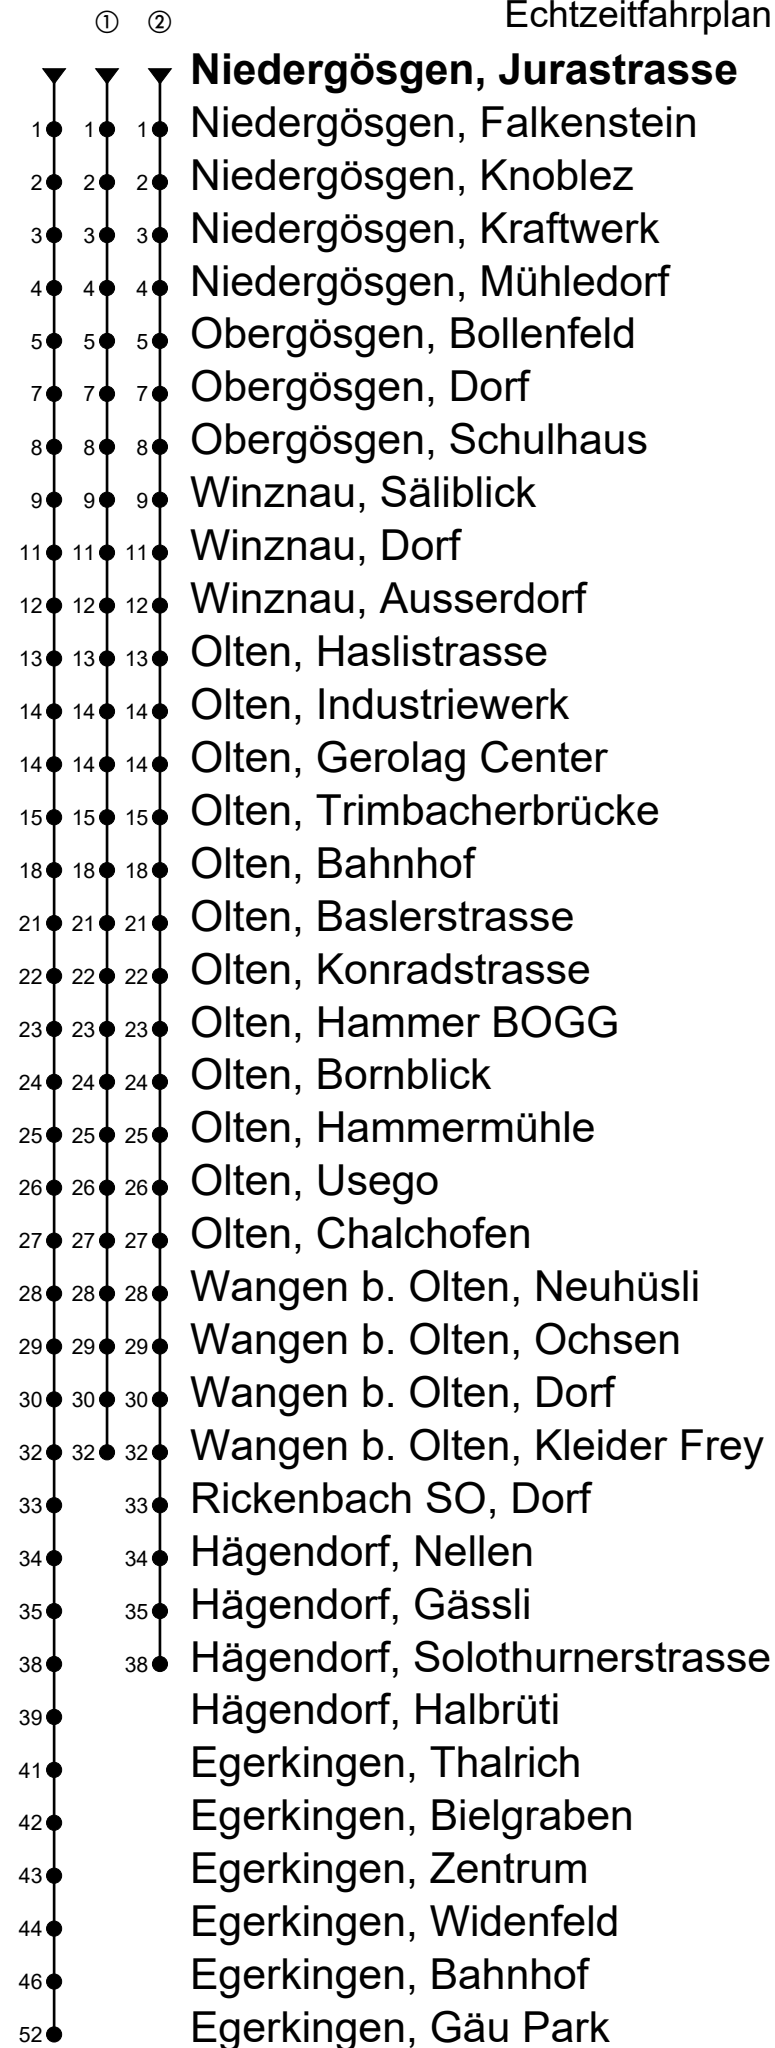 Echtzeitfahrplan
① ②
Niedergösgen, Jurastrasse
1 1 1 Niedergösgen, Falkenstein
2 2 2 Niedergösgen, Knoblez
3 3 3 Niedergösgen, Kraftwerk
4 4 4 Niedergösgen, Mühledorf
5 5 5 Obergösgen, Bollenfeld
7 7 7 Obergösgen, Dorf
8 8 8 Obergösgen, Schulhaus
9 9 9 Winznau, Säliblick
11 11 11 Winznau, Dorf
12 12 12 Winznau, Ausserdorf
13 13 13 Olten, Haslistrasse
14 14 14 Olten, Industriewerk
14 14 14 Olten, Gerolag Center
15 15 15 Olten, Trimbacherbrücke
18 18 18 Olten, Bahnhof
21 21 21 Olten, Baslerstrasse
22 22 22 Olten, Konradstrasse
23 23 23 Olten, Hammer BOGG
24 24 24 Olten, Bornblick
25 25 25 Olten, Hammermühle
26 26 26 Olten, Usego
27 27 27 Olten, Chalchofen
28 28 28 Wangen b. Olten, Neuhüsli
29 29 29 Wangen b. Olten, Ochsen
30 30 30 Wangen b. Olten, Dorf
32 32 32 Wangen b. Olten, Kleider Frey
33 33 Rickenbach SO, Dorf
34 34 Hägendorf, Nellen
35 35 Hägendorf, Gässli
38 38 Hägendorf, Solothurnerstrasse
39 Hägendorf, Halbrüti
41 Egerkingen, Thalrich
42 Egerkingen, Bielgraben
43 Egerkingen, Zentrum
44 Egerkingen, Widenfeld
46 Egerkingen, Bahnhof
52 Egerkingen, Gäu Park